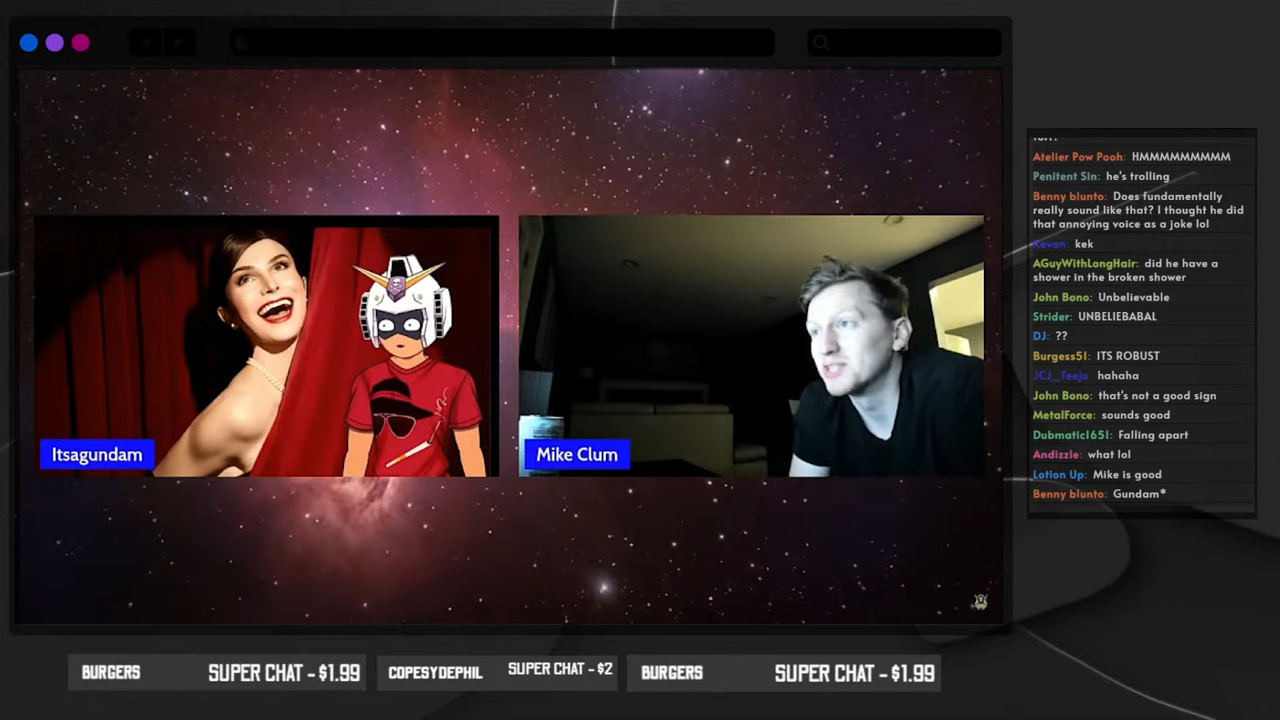 Atelier Pow Pooh: HMMMMMMMMM
Penitent Sin: he's trolling
Benny blunto: Does fundamentally
really sound like that? I thought he did
that annoying voice as a joke lol
Kevan: kek
AGuyWithLongHair: did he have a
shower in the broken shower
John Bono: Unbelievable
Strider: UNBELIEBABAL
DJ: ??
Burgess51: ITS ROBUST
JCJ_Teeju: hahaha
John Bono: that's not a good sign
MetalForce: sounds good
Dubmatic1651: Falling apart
Andizzle: what lol
Lotion Up: Mike is good
Benny blunto: Gundam*
Itsagundam
Mike Clum
BURGERS SUPER CHAT - $1.99
COPESYDEPHIL SUPER CHAT - $2
BURGERS SUPER CHAT - $1.99